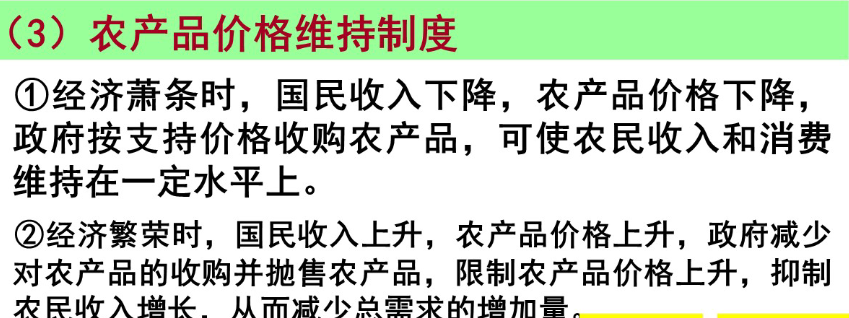 （3）农产品价格维持制度
①经济萧条时，国民收入下降，农产品价格下降，
政府按支持价格收购农产品，可使农民收入和消费
维持在一定水平上。
②经济繁荣时，国民收入上升，农产品价格上升，政府减少
对农产品的收购并抛售农产品，限制农产品价格上升，抑制
农民收入增长，从而减少总需求的增加量。